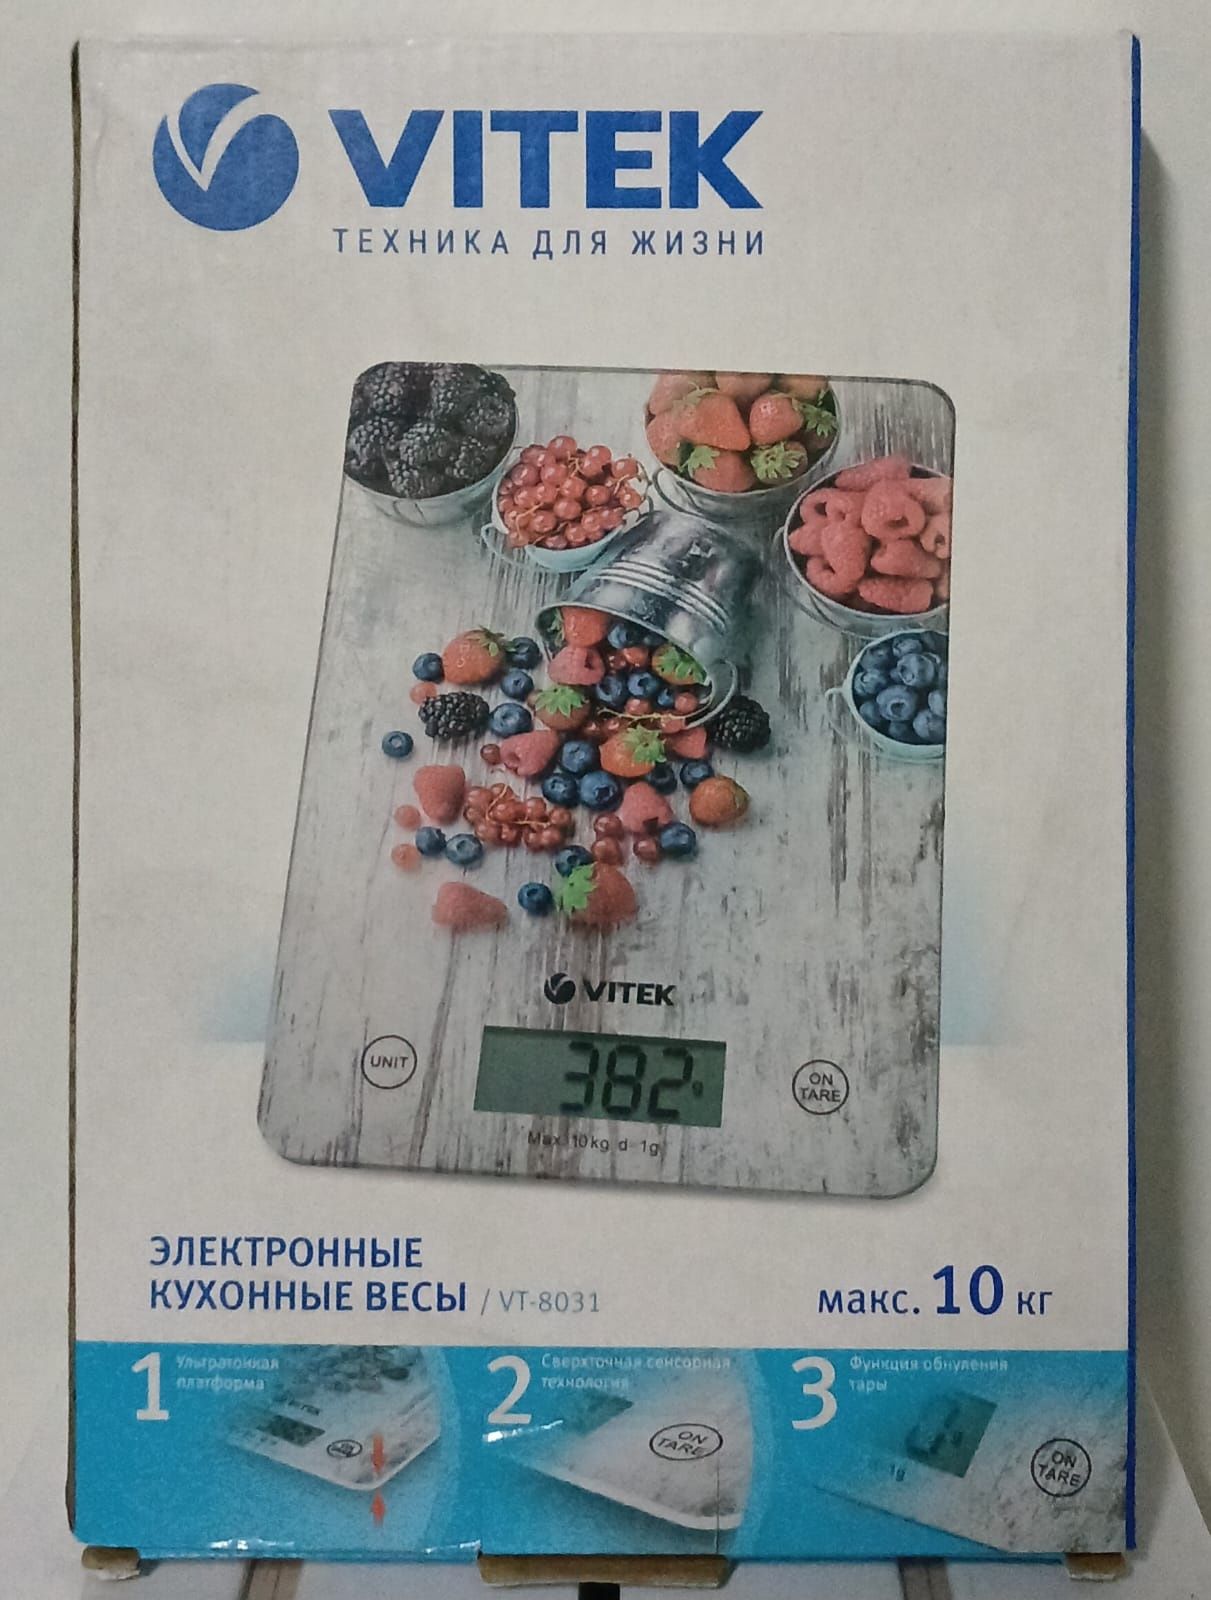 VITEK
ТЕХНИКА ДЛЯ ЖИЗНИ
VITEK
UNIT
382
ON
TARE
Max 10kg d 1g
ЭЛЕКТРОННЫЕ
КУХОННЫЕ ВЕСЫ / VT-8031
макс. 10 кг
1 Ультратонкая
платформа
2 Сверхточная сенсорная
технология
ON
TARE
3 Функция обнуления
тары
1g
ON
TARE